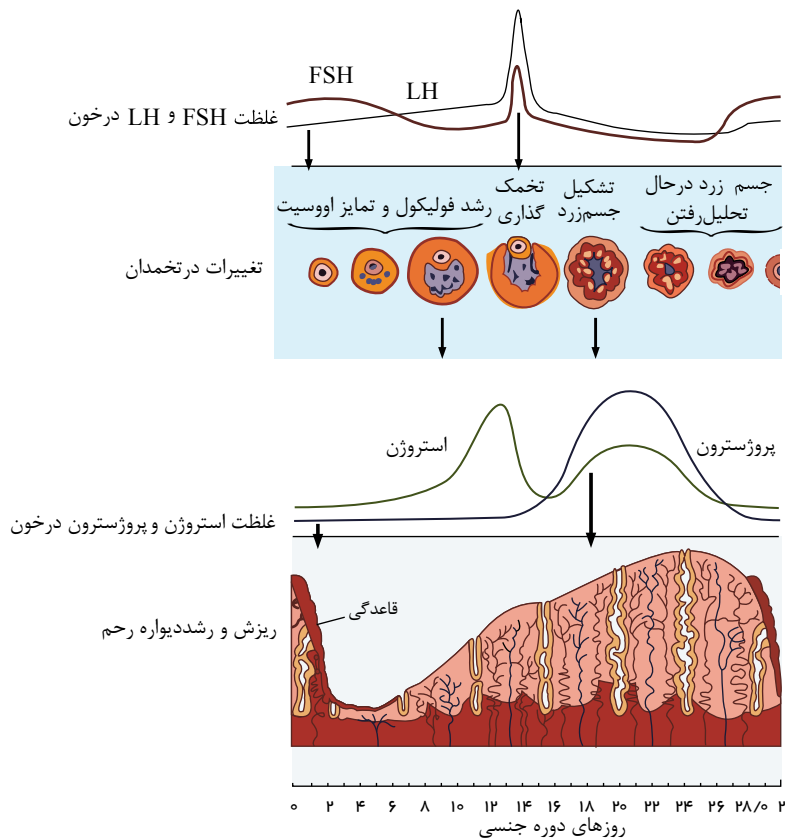 FSH
LH
غلظت FSH و LH درخون
رشد فولیکول و تمایز اووسیت
تخمک
گذاری
تشکیل
جسم‌زرد
جسم زرد درحال
تحلیل‌رفتن
تغییرات درتخمدان
استروژن
پروژسترون
غلظت استروژن و پروژسترون درخون
قاعدگی
ریزش و رشددیواره رحم
۰ ۲ ۴ ۶ ۸ ۱۰ ۱۲ ۱۴ ۱۶ ۱۸ ۲۰ ۲۲ ۲۴ ۲۶ ۲۸/۰
روزهای دوره جنسی